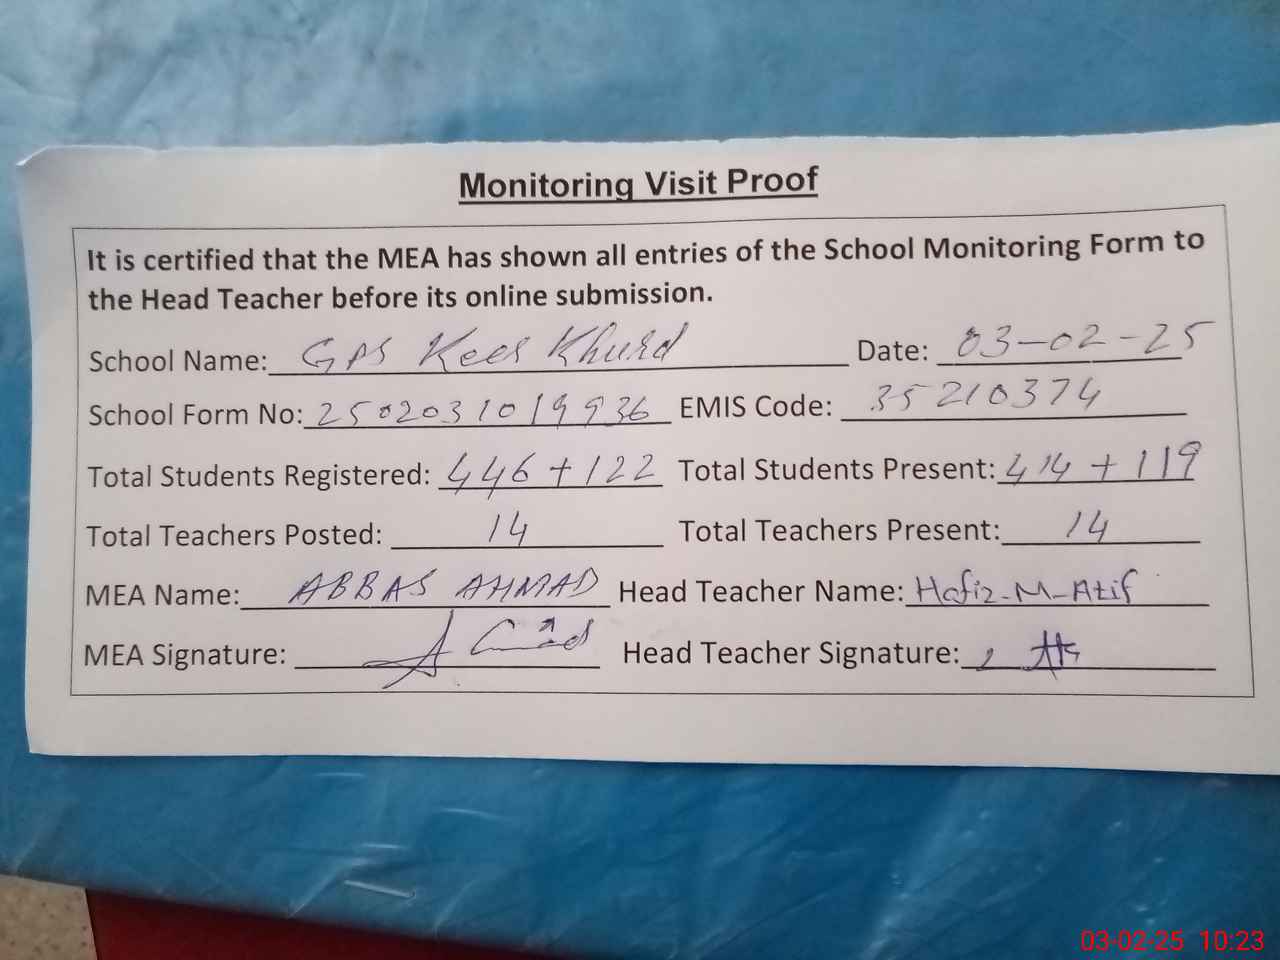 Monitoring Visit Proof
It is certified that the MEA has shown all entries of the School Monitoring Form to
the Head Teacher before its online submission.
School Name: GPS Kees Khurd Date: 03-02-25
School Form No: 2502031019936 EMIS Code: 35210374
Total Students Registered: 446+122 Total Students Present: 414+119
Total Teachers Posted: 14 Total Teachers Present: 14
MEA Name: ABBAS AHMAD Head Teacher Name: Hafiz-M-Atif
MEA Signature: Head Teacher Signature:
03-02-25 10:23